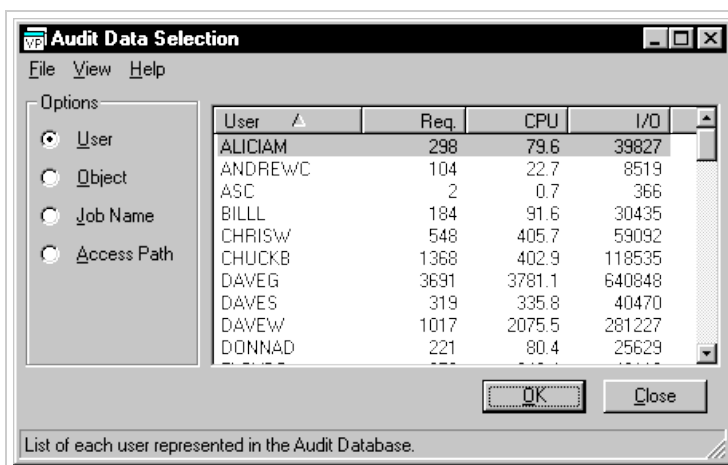 VP Audit Data Selection
File View Help
Options
User
Object
Job Name
Access Path
User Req. CPU I/O
ALICIAM 298 79.6 39827
ANDREWC 104 22.7 8519
ASC 2 0.7 366
BILLL 184 91.6 30435
CHRISW 548 405.7 59092
CHUCKB 1368 402.9 118535
DAVEG 3691 3781.1 640848
DAVES 319 335.8 40470
DAVEW 1017 2075.5 281227
DONNAD 221 80.4 25629
OK Close
List of each user represented in the Audit Database.